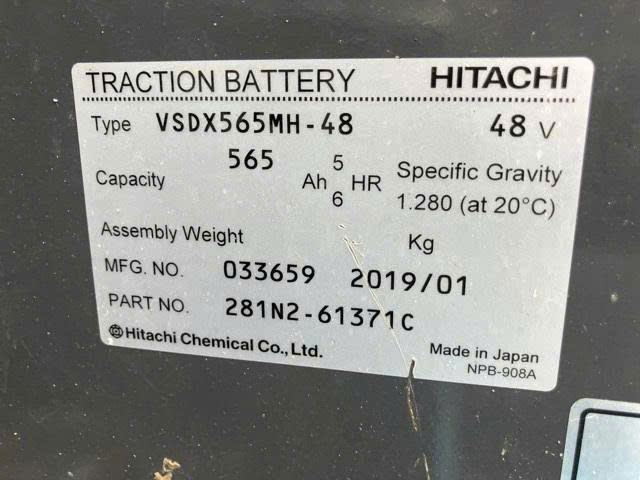 TRACTION BATTERY HITACHI
Type VSDX565MH-48 48 V
Capacity 565 Ah 5 HR Specific Gravity
6 1.280 (at 20°C)
Assembly Weight Kg
MFG. NO. 033659 2019/01
PART NO. 281N2-61371C
Hitachi Chemical Co., Ltd. Made in Japan
NPB-908A